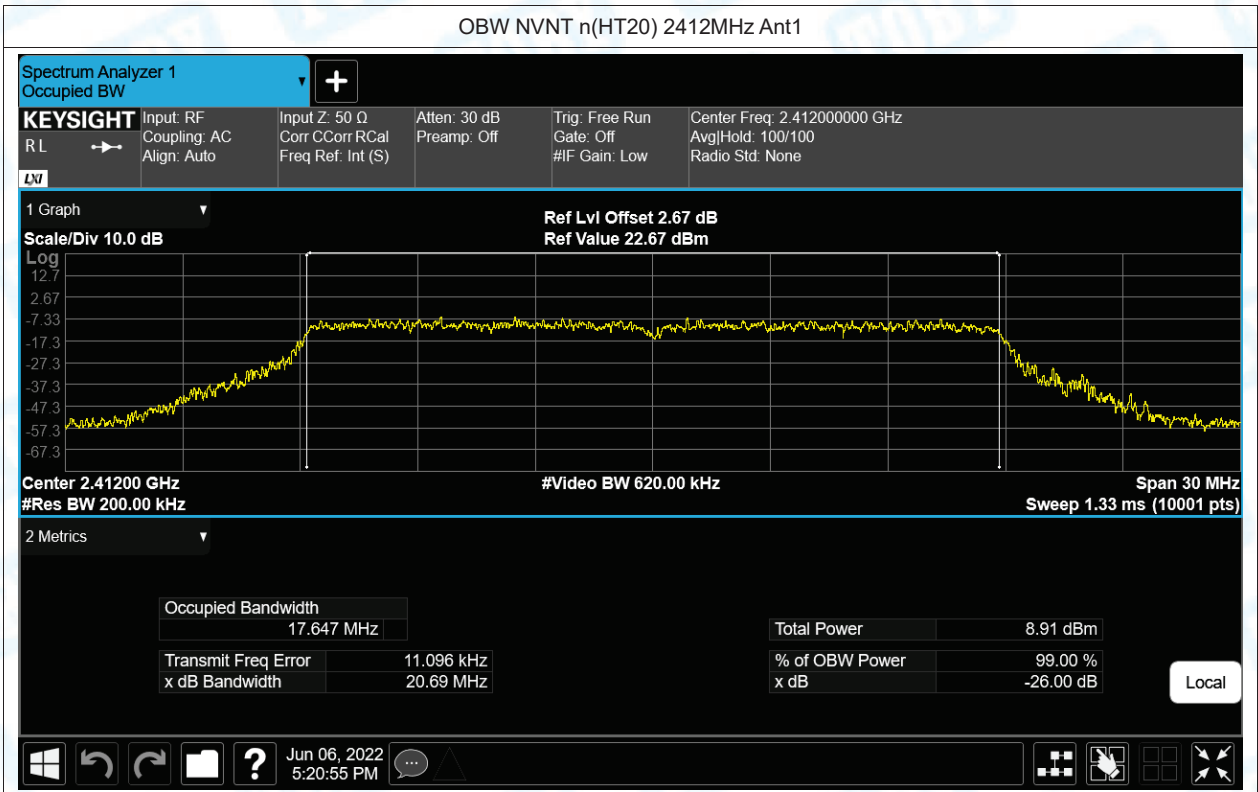 OBW NVNT n(HT20) 2412MHz Ant1
Spectrum Analyzer 1
Occupied BW
KEYSIGHT
R L
LXI
Input: RF
Coupling: AC
Align: Auto
Input Z: 50 Ω
Corr CCorr RCal
Freq Ref: Int (S)
Atten: 30 dB
Preamp: Off
Trig: Free Run
Gate: Off
#IF Gain: Low
Center Freq: 2.412000000 GHz
Avg|Hold: 100/100
Radio Std: None
1 Graph
Scale/Div 10.0 dB
Ref Lvl Offset 2.67 dB
Ref Value 22.67 dBm
Log
12.7
2.67
-7.33
-17.3
-27.3
-37.3
-47.3
-57.3
-67.3
Center 2.41200 GHz
#Video BW 620.00 kHz
Span 30 MHz
#Res BW 200.00 kHz
Sweep 1.33 ms (10001 pts)
2 Metrics
Occupied Bandwidth
17.647 MHz
Total Power 8.91 dBm
Transmit Freq Error 11.096 kHz
% of OBW Power 99.00 %
x dB Bandwidth 20.69 MHz
x dB -26.00 dB
Local
Jun 06, 2022
5:20:55 PM